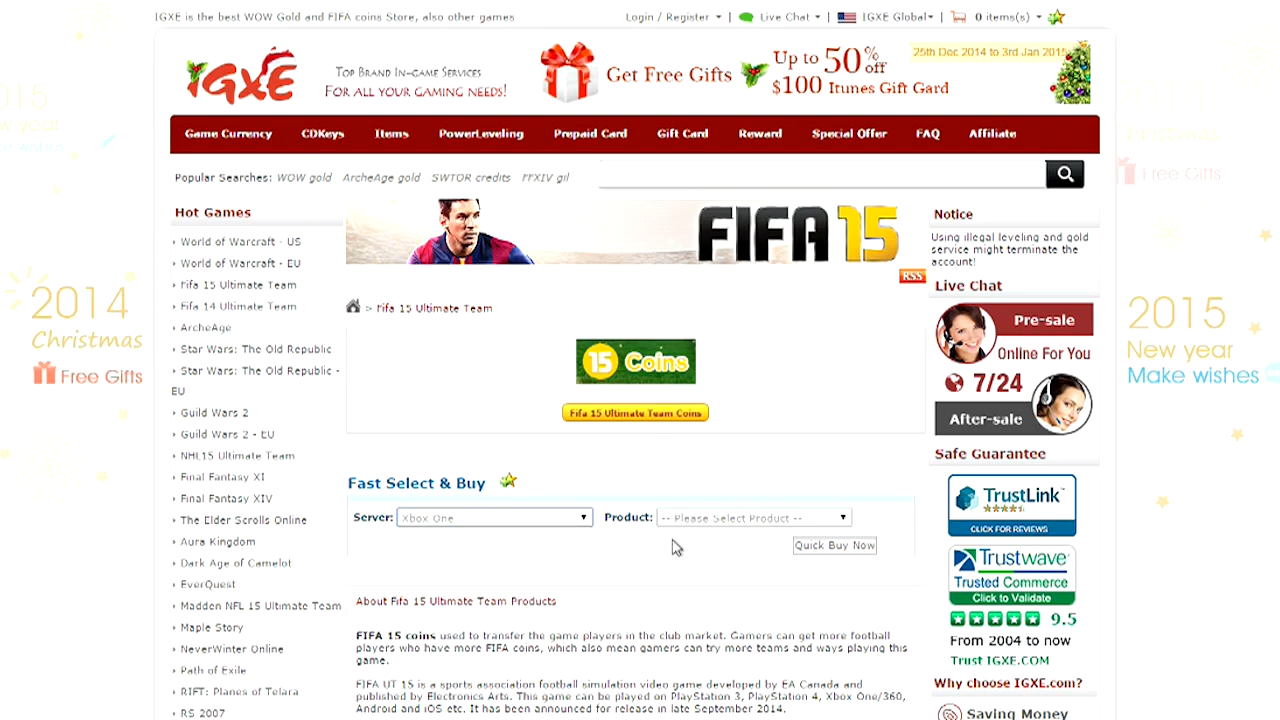 IGXE is the best WOW Gold and FIFA coins Store, also other games
Login / Register | Live Chat | IGXE Global | 0 items(s)
IGXE
Top Brand In-game Services
For all your gaming needs!
Get Free Gifts
Up to 50% off
$100 Itunes Gift Gard
25th Dec 2014 to 3rd Jan 2015
Game Currency CDKeys Items PowerLeveling Prepaid Card Gift Card Reward Special Offer FAQ Affiliate
Popular Searches: WOW gold ArcheAge gold SWTOR credits FFXIV gil
Hot Games
World of Warcraft - US
World of Warcraft - EU
Fifa 15 Ultimate Team
Fifa 14 Ultimate Team
ArcheAge
Star Wars: The Old Republic
Star Wars: The Old Republic -
EU
Guild Wars 2
Guild Wars 2 - EU
NHL15 Ultimate Team
Final Fantasy XI
Final Fantasy XIV
The Elder Scrolls Online
Aura Kingdom
Dark Age of Camelot
EverQuest
Madden NFL 15 Ultimate Team
Maple Story
NeverWinter Online
Path of Exile
RIFT: Planes of Telara
RS 2007
FIFA 15
RSS
> Fifa 15 Ultimate Team
15 Coins
Fifa 15 Ultimate Team Coins
Fast Select & Buy
Server: Xbox One Product: -- Please Select Product --
Quick Buy Now
About Fifa 15 Ultimate Team Products
FIFA 15 coins used to transfer the game players in the club market. Gamers can get more football
players who have more FIFA coins, which also mean gamers can try more teams and ways playing this
game.
FIFA UT 15 is a sports association football simulation video game developed by EA Canada and
published by Electronics Arts. This game can be played on PlayStation 3, PlayStation 4, Xbox One/360,
Android and iOS etc. It has been announced for release in late September 2014.
Notice
Using illegal leveling and gold
service might terminate the
account!
Live Chat
Pre-sale
Online For You
7/24
After-sale
Safe Guarantee
TrustLink™
CLICK FOR REVIEWS
Trustwave®
Trusted Commerce
Click to Validate
9.5
From 2004 to now
Trust IGXE.COM
Why choose IGXE.com?
Saving Money
2014
Christmas
Free Gifts
2015
New year
Make wishes
Free Gifts